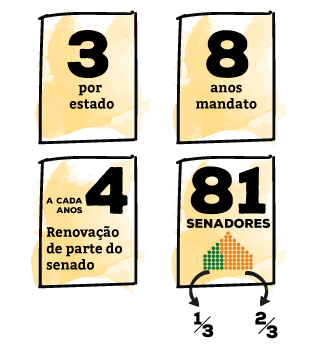 3
por
estado
8
anos
mandato
A CADA 4
ANOS
Renovação
de parte do
senado
81
SENADORES
1/3
2/3